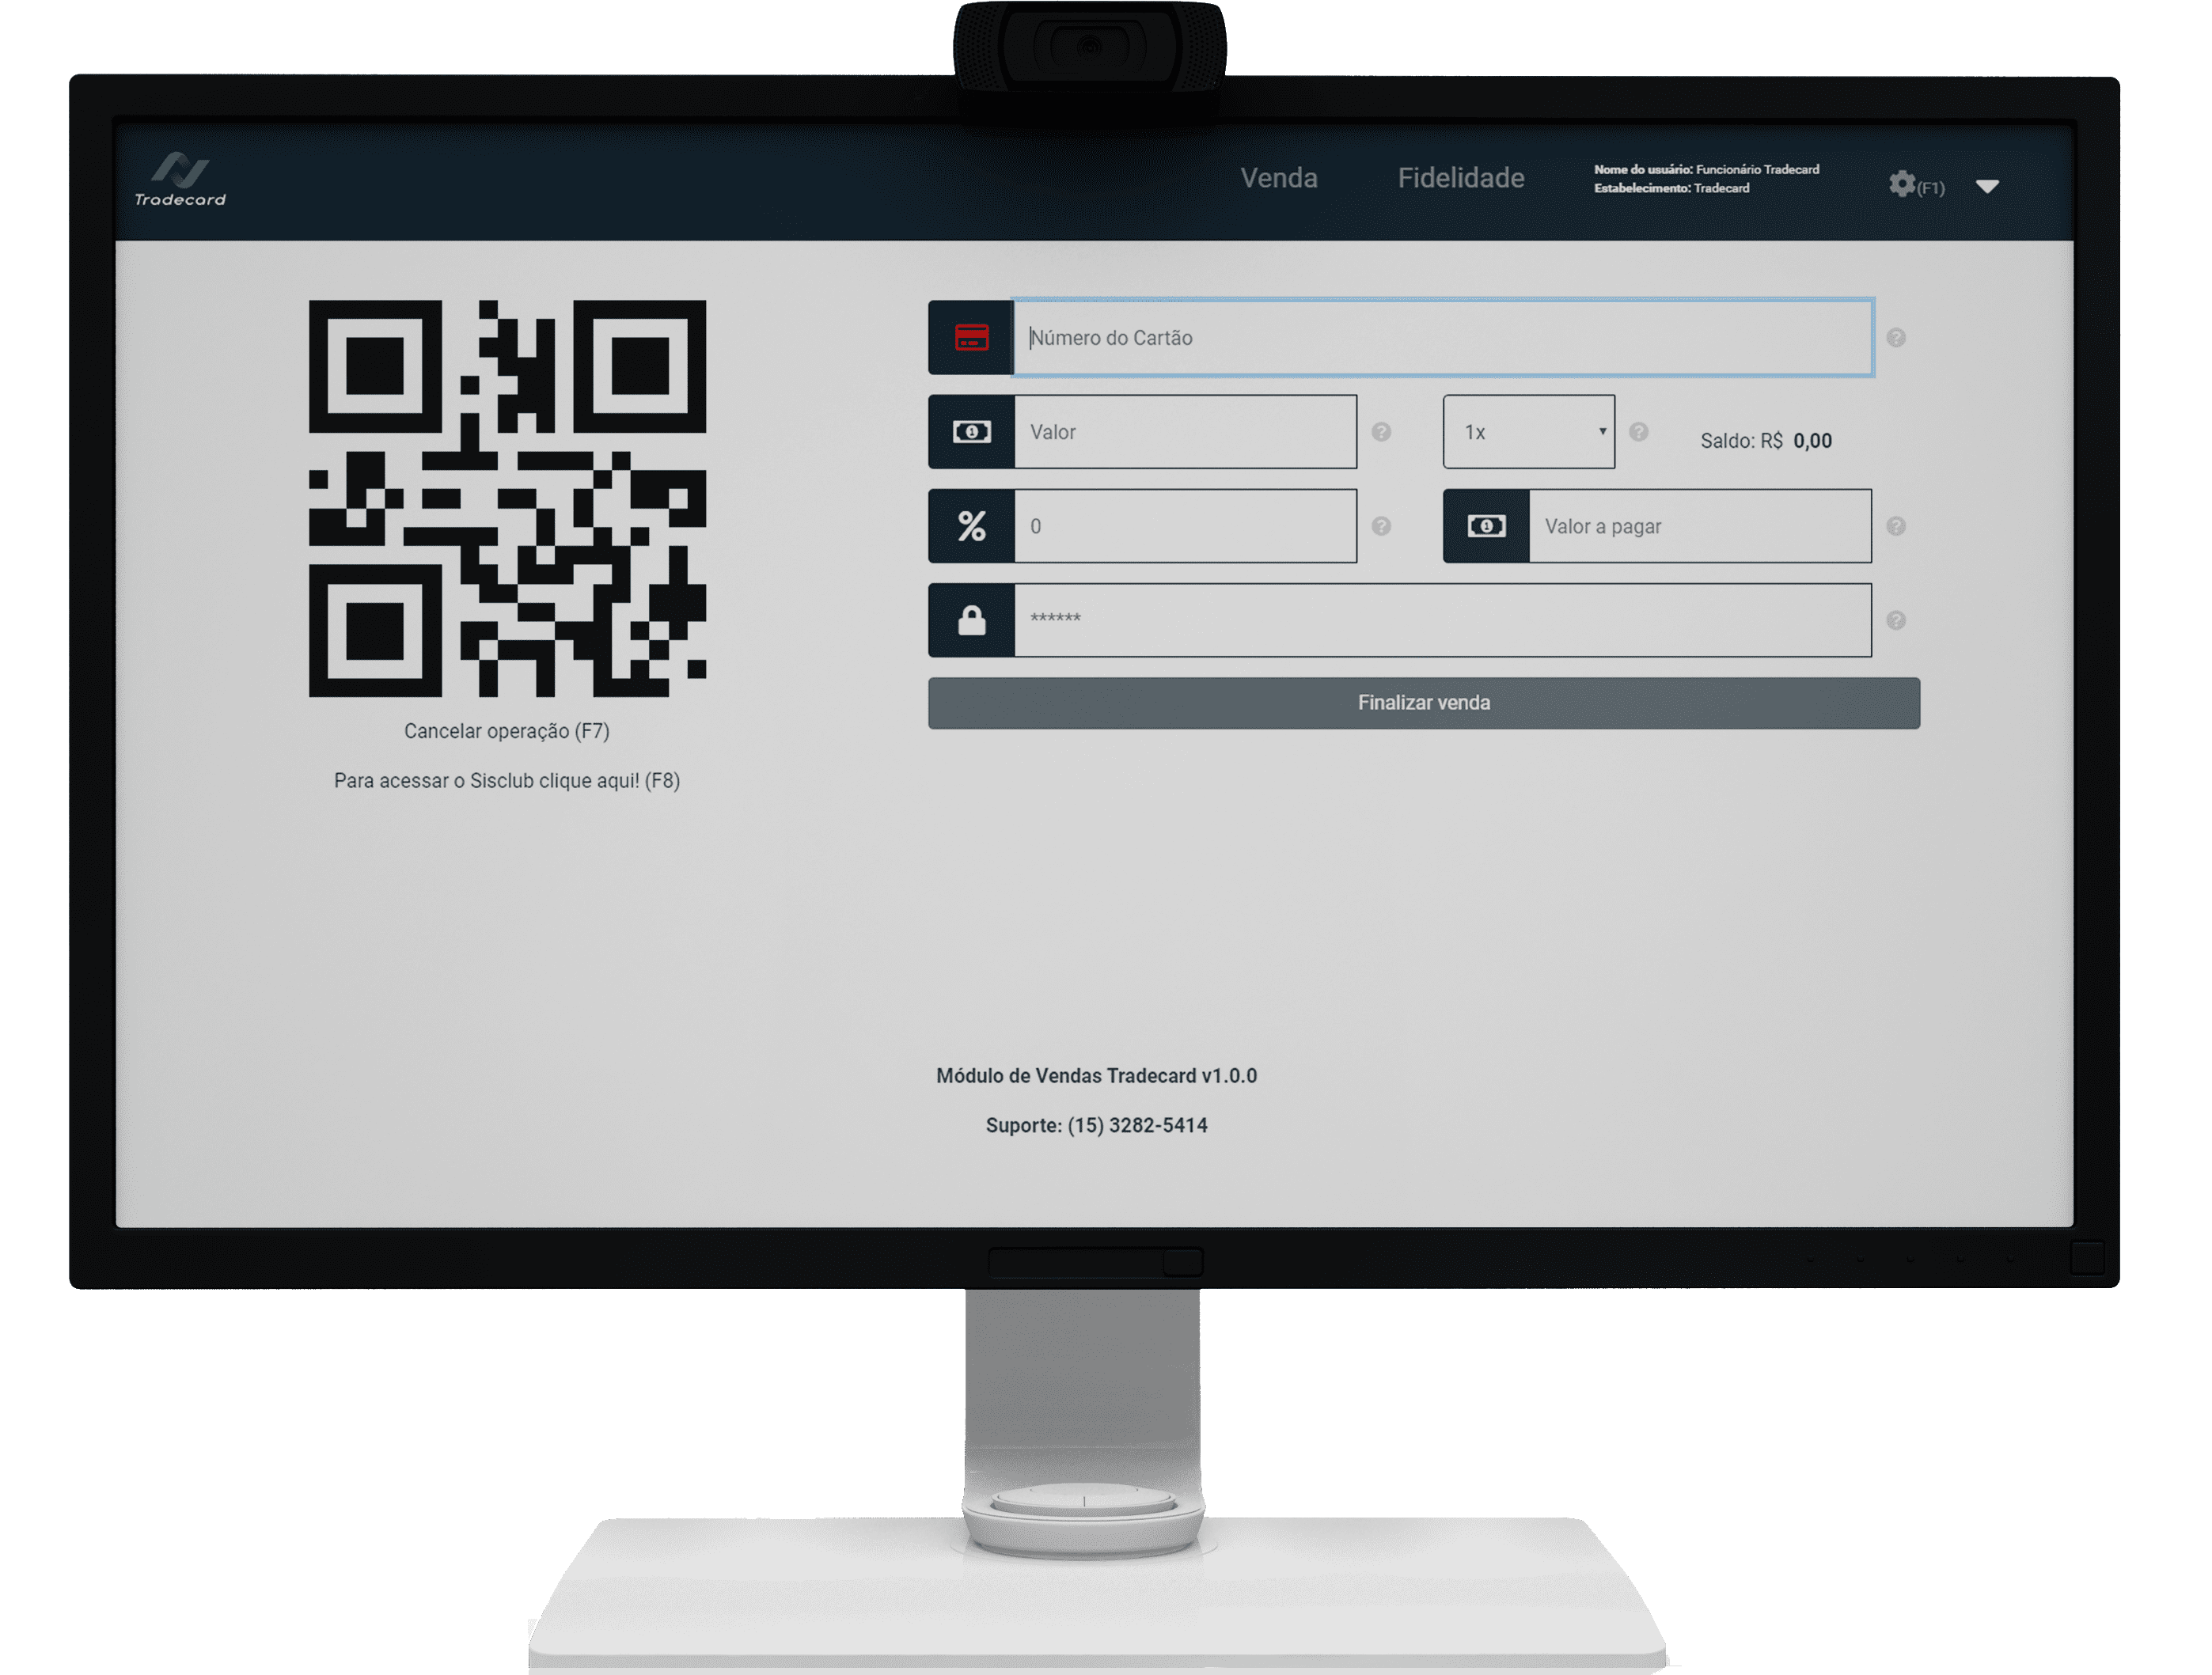 Tradecard
Venda
Fidelidade
Nome do usuário: Funcionário Tradecard
Estabelecimento: Tradecard
(F1)
Número do Cartão
Valor
1x
Saldo: R$ 0,00
%
0
Valor a pagar
******
Finalizar venda
Cancelar operação (F7)
Para acessar o Sisclub clique aqui! (F8)
Módulo de Vendas Tradecard v1.0.0
Suporte: (15) 3282-5414